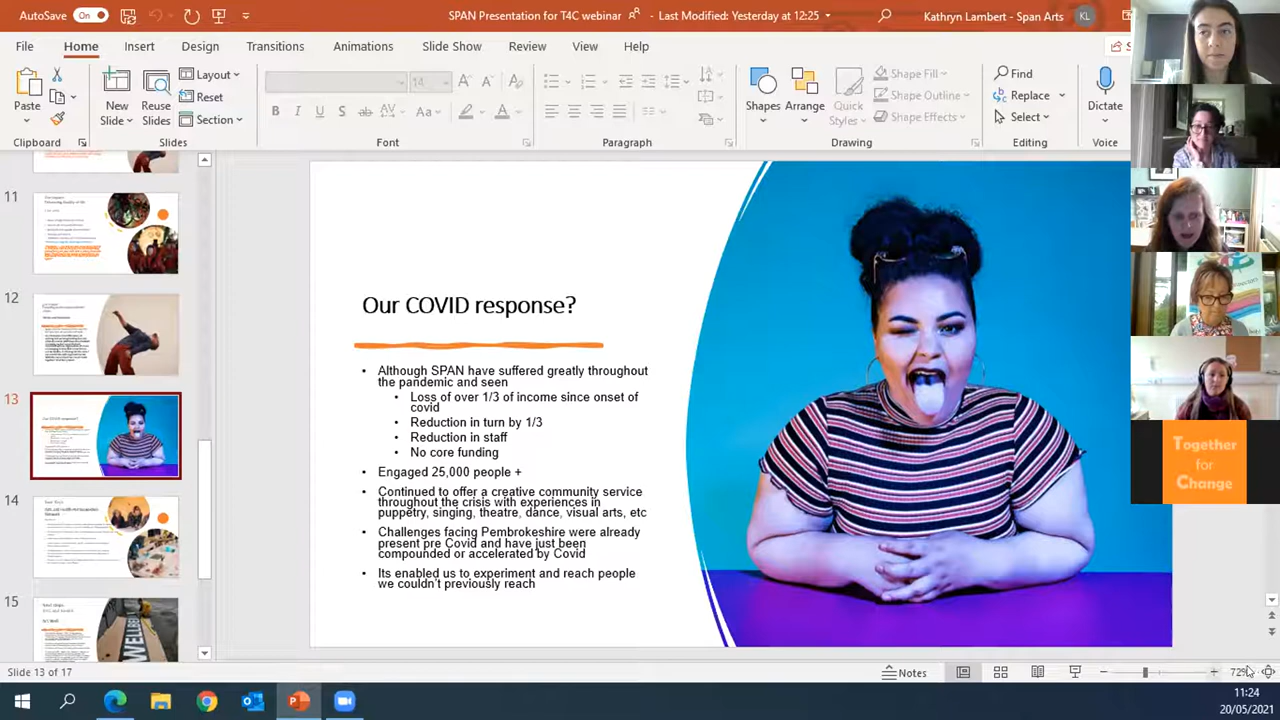 AutoSave
On
SPAN Presentation for T4C webinar
Last Modified: Yesterday at 12:25
Kathryn Lambert - Span Arts
KL
File
Home
Insert
Design
Transitions
Animations
Slide Show
Review
View
Help
Paste
Clipboard
New
Slide
Reuse
Slides
Layout
Reset
Section
Slides
14
B I U S ab AV Aa A
Font
Paragraph
Shapes
Arrange
Quick
Styles
Shape Fill
Shape Outline
Shape Effects
Drawing
Find
Replace
Select
Editing
Dictate
Voice
11
12
13
14
15
Our COVID response?
• Although SPAN have suffered greatly throughout
the pandemic and seen
• Loss of over 1/3 of income since onset of
covid
• Reduction in turn by 1/3
• Reduction in staff
• No core funding
• Engaged 25,000 people +
• Continued to offer a creative community service
throughout the crisis with experiences in
puppetry, singing, theatre, dance, visual arts, etc
• Challenges facing Pembrokeshire were already
present pre Covid and have just been
compounded or accelerated by Covid
• Its enabled us to experiment and reach people
we couldn't previously reach
Together
for
Change
Slide 13 of 17
Notes
72%
11:24
20/05/2021